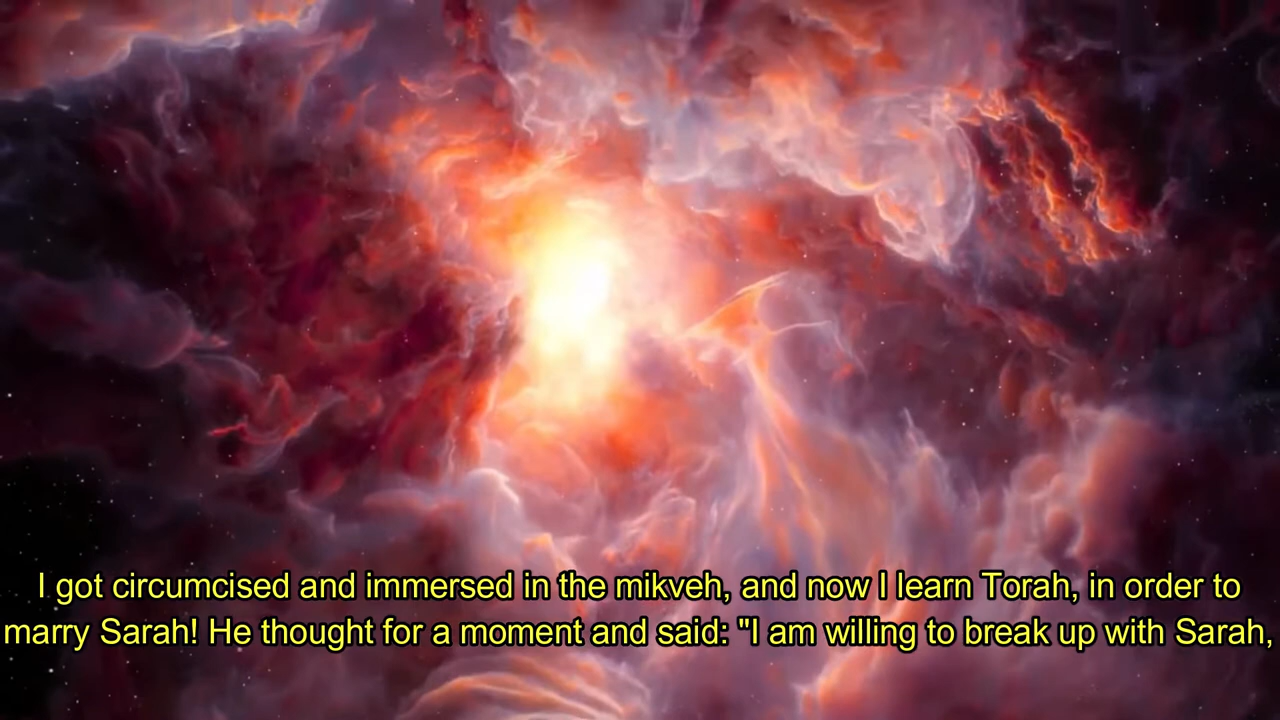 I got circumcised and immersed in the mikveh, and now I learn Torah, in order to
marry Sarah! He thought for a moment and said: "I am willing to break up with Sarah,